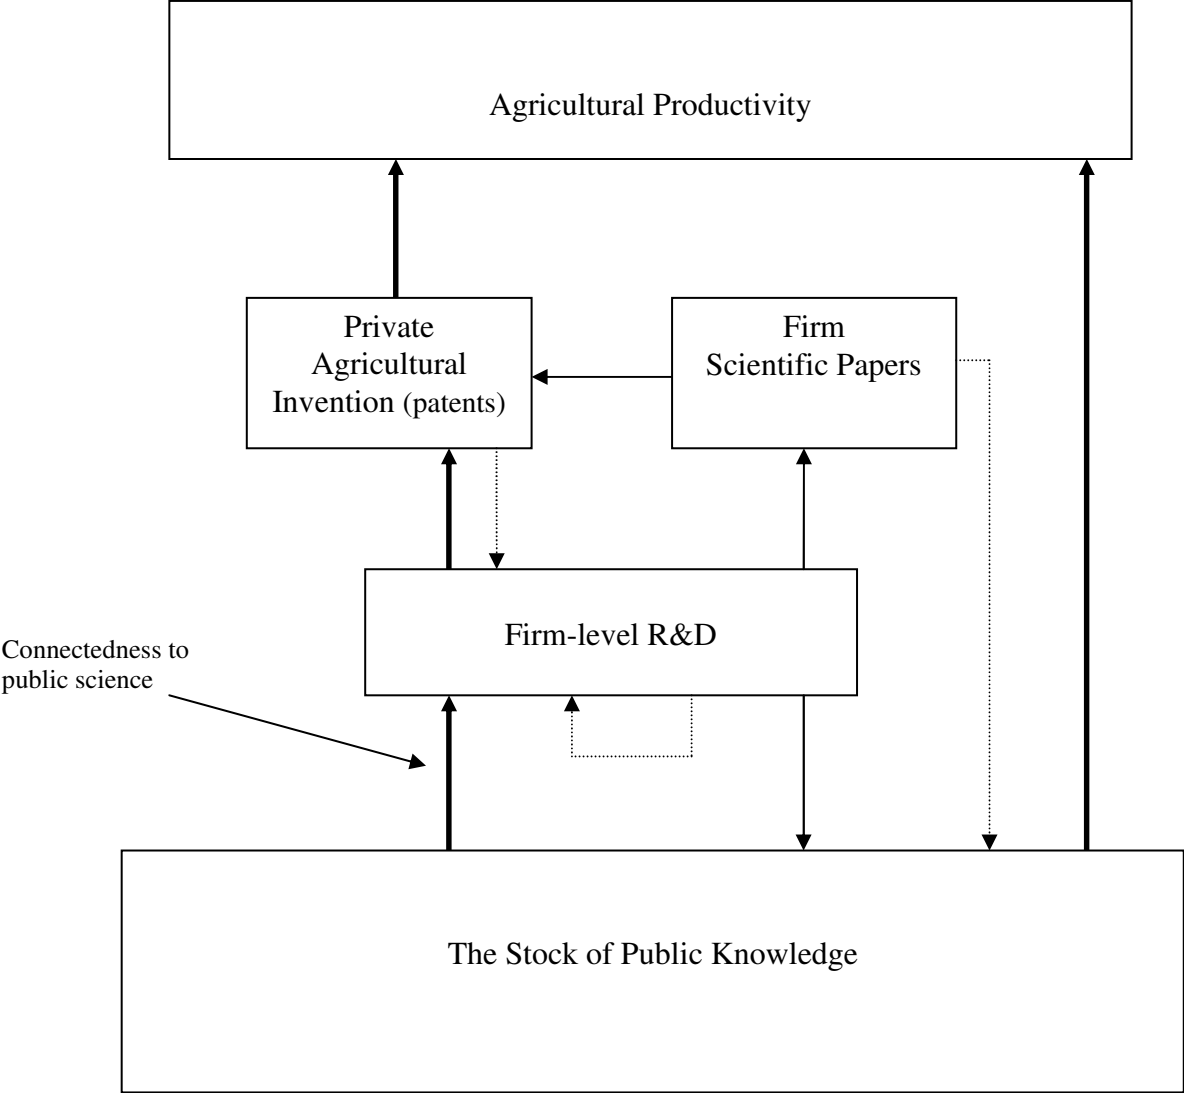 Agricultural Productivity
Private
Agricultural
Invention (patents)
Firm
Scientific Papers
Firm-level R&D
Connectedness to
public science
The Stock of Public Knowledge